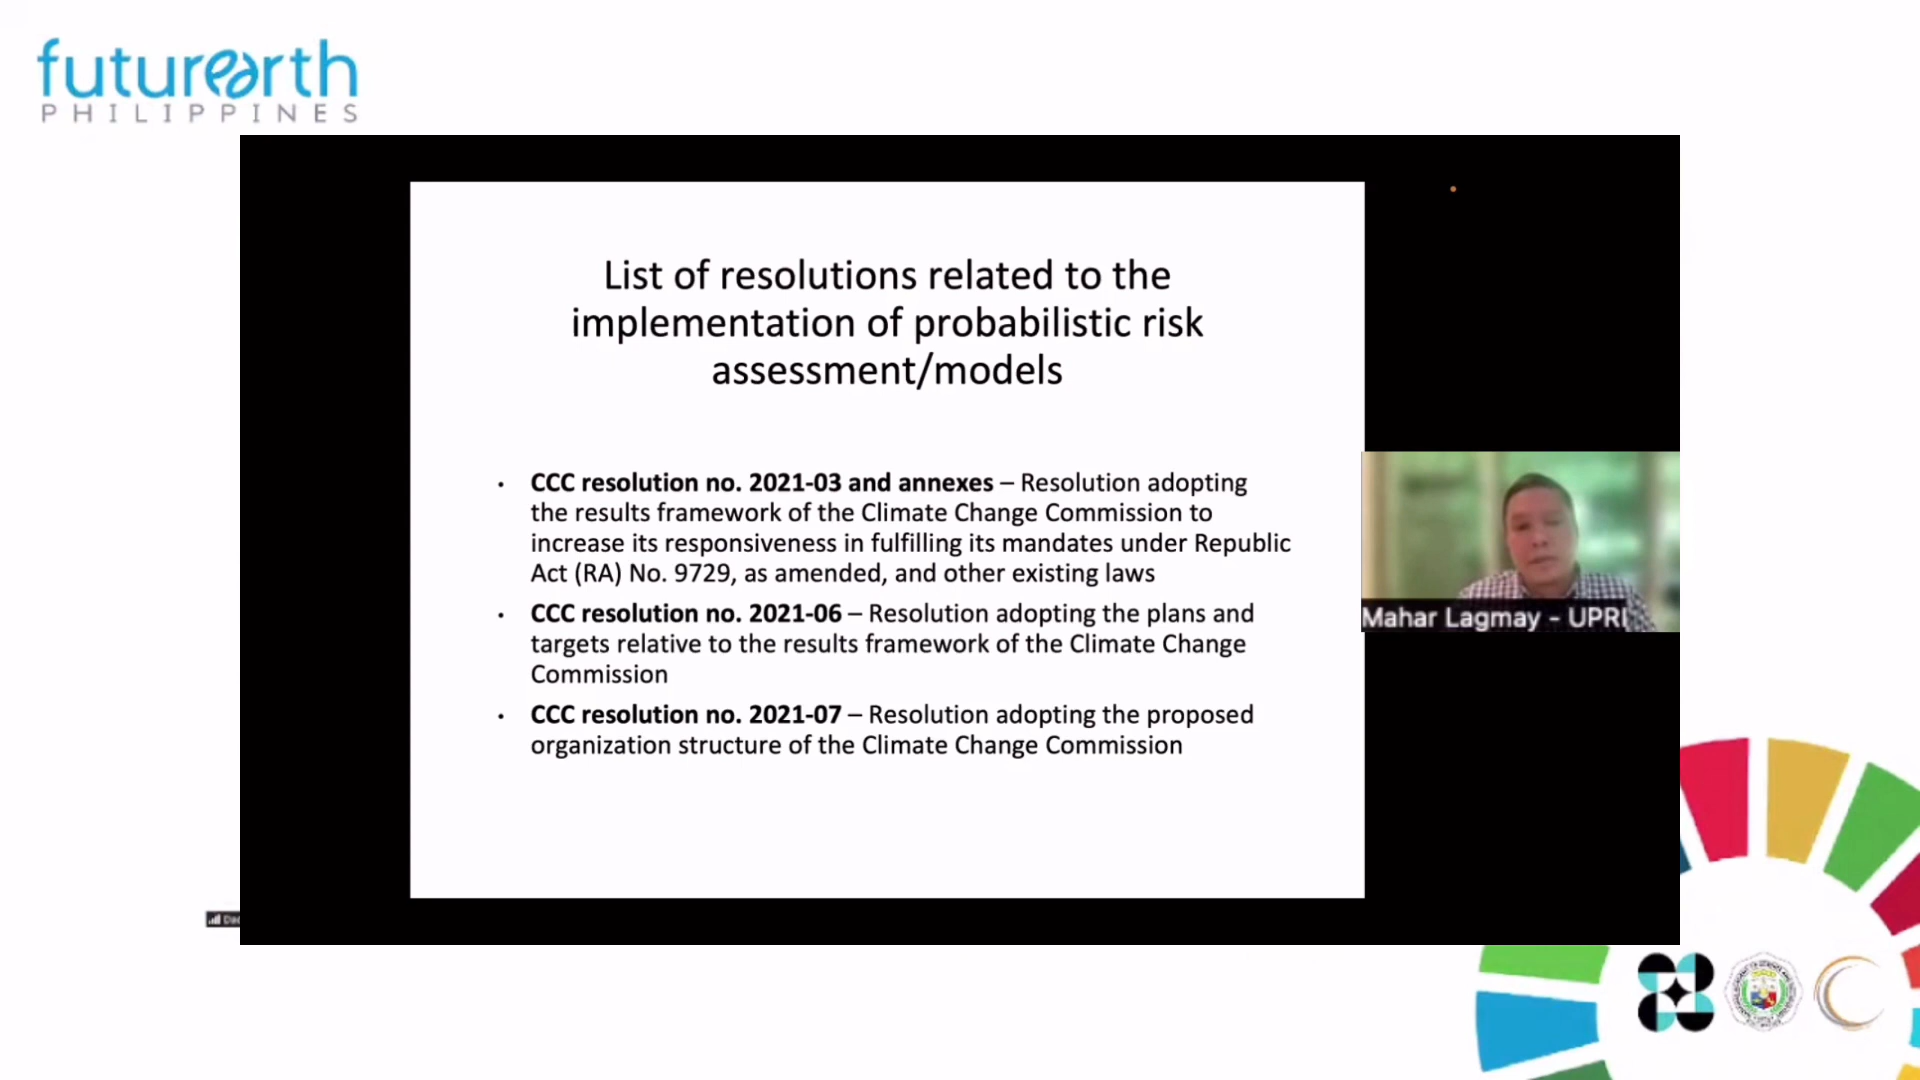 futurearth
PHILIPPINES
List of resolutions related to the
implementation of probabilistic risk
assessment/models
• CCC resolution no. 2021-03 and annexes – Resolution adopting
the results framework of the Climate Change Commission to
increase its responsiveness in fulfilling its mandates under Republic
Act (RA) No. 9729, as amended, and other existing laws
• CCC resolution no. 2021-06 – Resolution adopting the plans and
targets relative to the results framework of the Climate Change
Commission
• CCC resolution no. 2021-07 – Resolution adopting the proposed
organization structure of the Climate Change Commission
Mahar Lagmay - UPRI